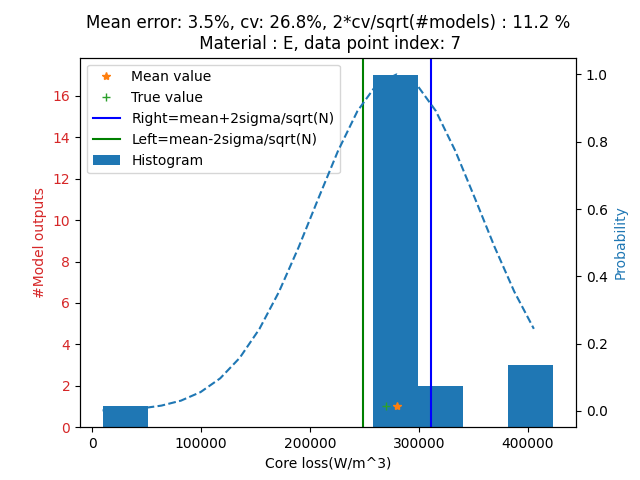 Mean error: 3.5%, cv: 26.8%, 2*cv/sqrt(#models) : 11.2 %
Material : E, data point index: 7
Mean value
True value
Right=mean+2sigma/sqrt(N)
Left=mean-2sigma/sqrt(N)
Histogram
#Model outputs
16
14
12
10
8
6
4
2
0
1.0
0.8
0.6
0.4
0.2
0.0
Probability
0
100000
200000
300000
400000
Core loss(W/m^3)